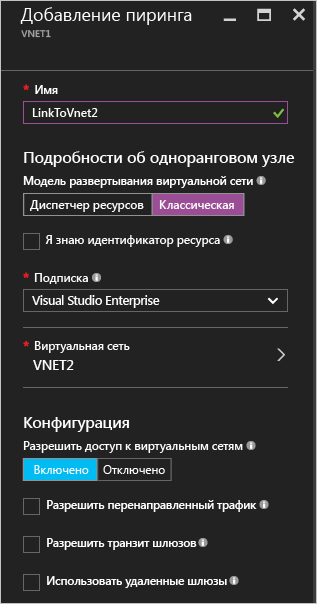 Добавление пиринга
VNET1
* Имя
LinkToVnet2
Подробности об одноранговом узле
Модель развертывания виртуальной сети
Диспетчер ресурсов Классическая
Я знаю идентификатор ресурса
* Подписка
Visual Studio Enterprise
* Виртуальная сеть
VNET2
Конфигурация
Разрешить доступ к виртуальным сетям
Включено Отключено
Разрешить перенаправленный трафик
Разрешить транзит шлюзов
Использовать удаленные шлюзы